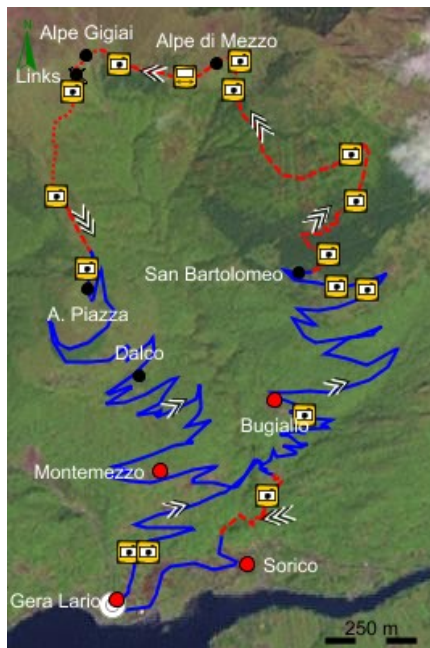 Alpe Gigiai
Alpe di Mezzo
Links
San Bartolomeo
A. Piazza
Dalco
Bugiallo
Montemezzo
Sorico
Gera Lario
250 m